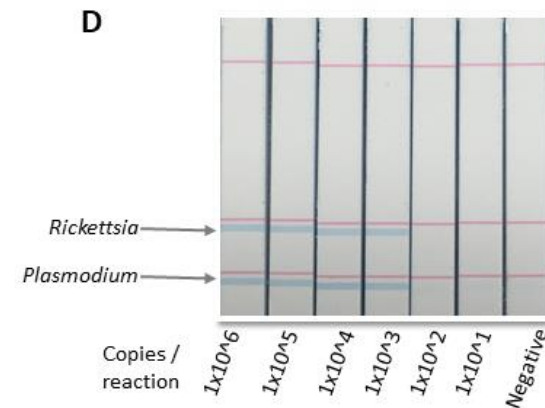 D
Rickettsia
Plasmodium
Copies /
reaction
1x10^6
1x10^5
1x10^4
1x10^3
1x10^2
1x10^1
Negative